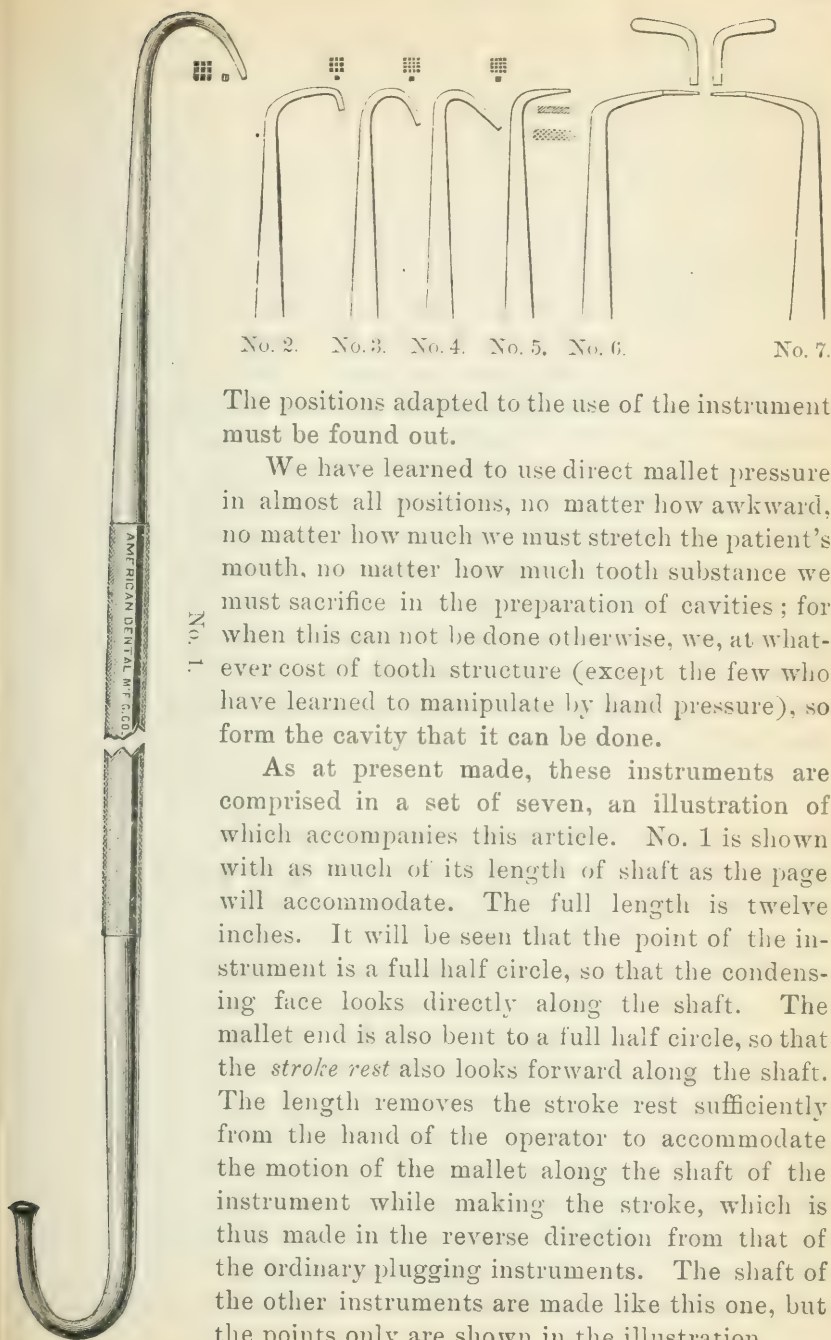 No. 2. No. 3. No. 4. No. 5. No. 6. No. 7.
AMERICAN DENTAL M'F'G. CO.
No. 1.
The positions adapted to the use of the instrument
must be found out.
We have learned to use direct mallet pressure
in almost all positions, no matter how awkward,
no matter how much we must stretch the patient's
mouth, no matter how much tooth substance we
must sacrifice in the preparation of cavities ; for
when this can not be done otherwise, we, at what-
ever cost of tooth structure (except the few who
have learned to manipulate by hand pressure), so
form the cavity that it can be done.
As at present made, these instruments are
comprised in a set of seven, an illustration of
which accompanies this article. No. 1 is shown
with as much of its length of shaft as the page
will accommodate. The full length is twelve
inches. It will be seen that the point of the in-
strument is a full half circle, so that the condens-
ing face looks directly along the shaft. The
mallet end is also bent to a full half circle, so that
the stroke rest also looks forward along the shaft.
The length removes the stroke rest sufficiently
from the hand of the operator to accommodate
the motion of the mallet along the shaft of the
instrument while making the stroke, which is
thus made in the reverse direction from that of
the ordinary plugging instruments. The shaft of
the other instruments are made like this one, but
the points only are shown in the illustration